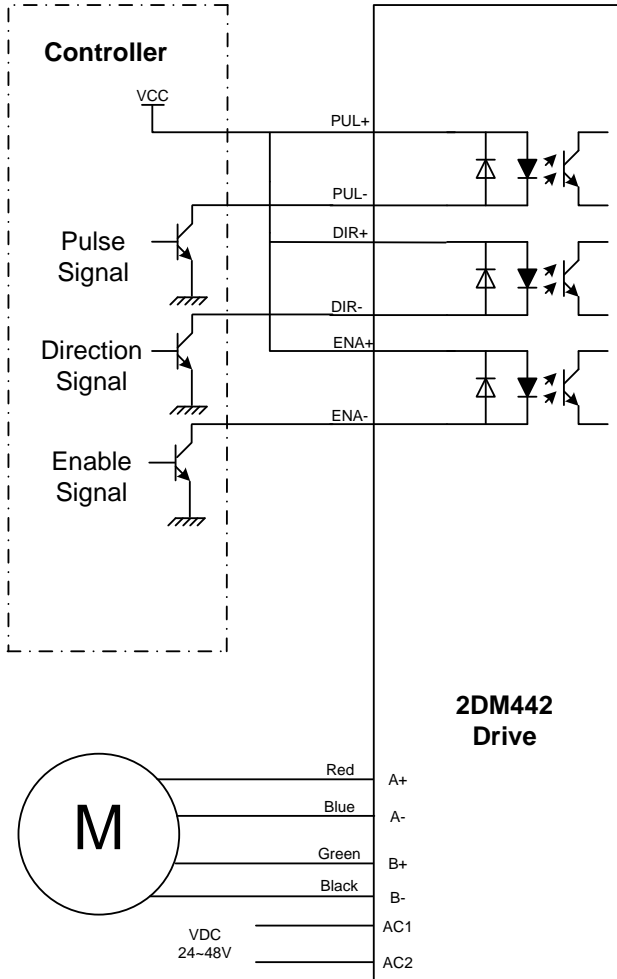 Controller
VCC
PUL+
PUL-
Pulse
Signal
DIR+
DIR-
Direction
Signal
ENA+
ENA-
Enable
Signal
2DM442
Drive
M
Red
A+
Blue
A-
Green
B+
Black
B-
VDC
24~48V
AC1
AC2